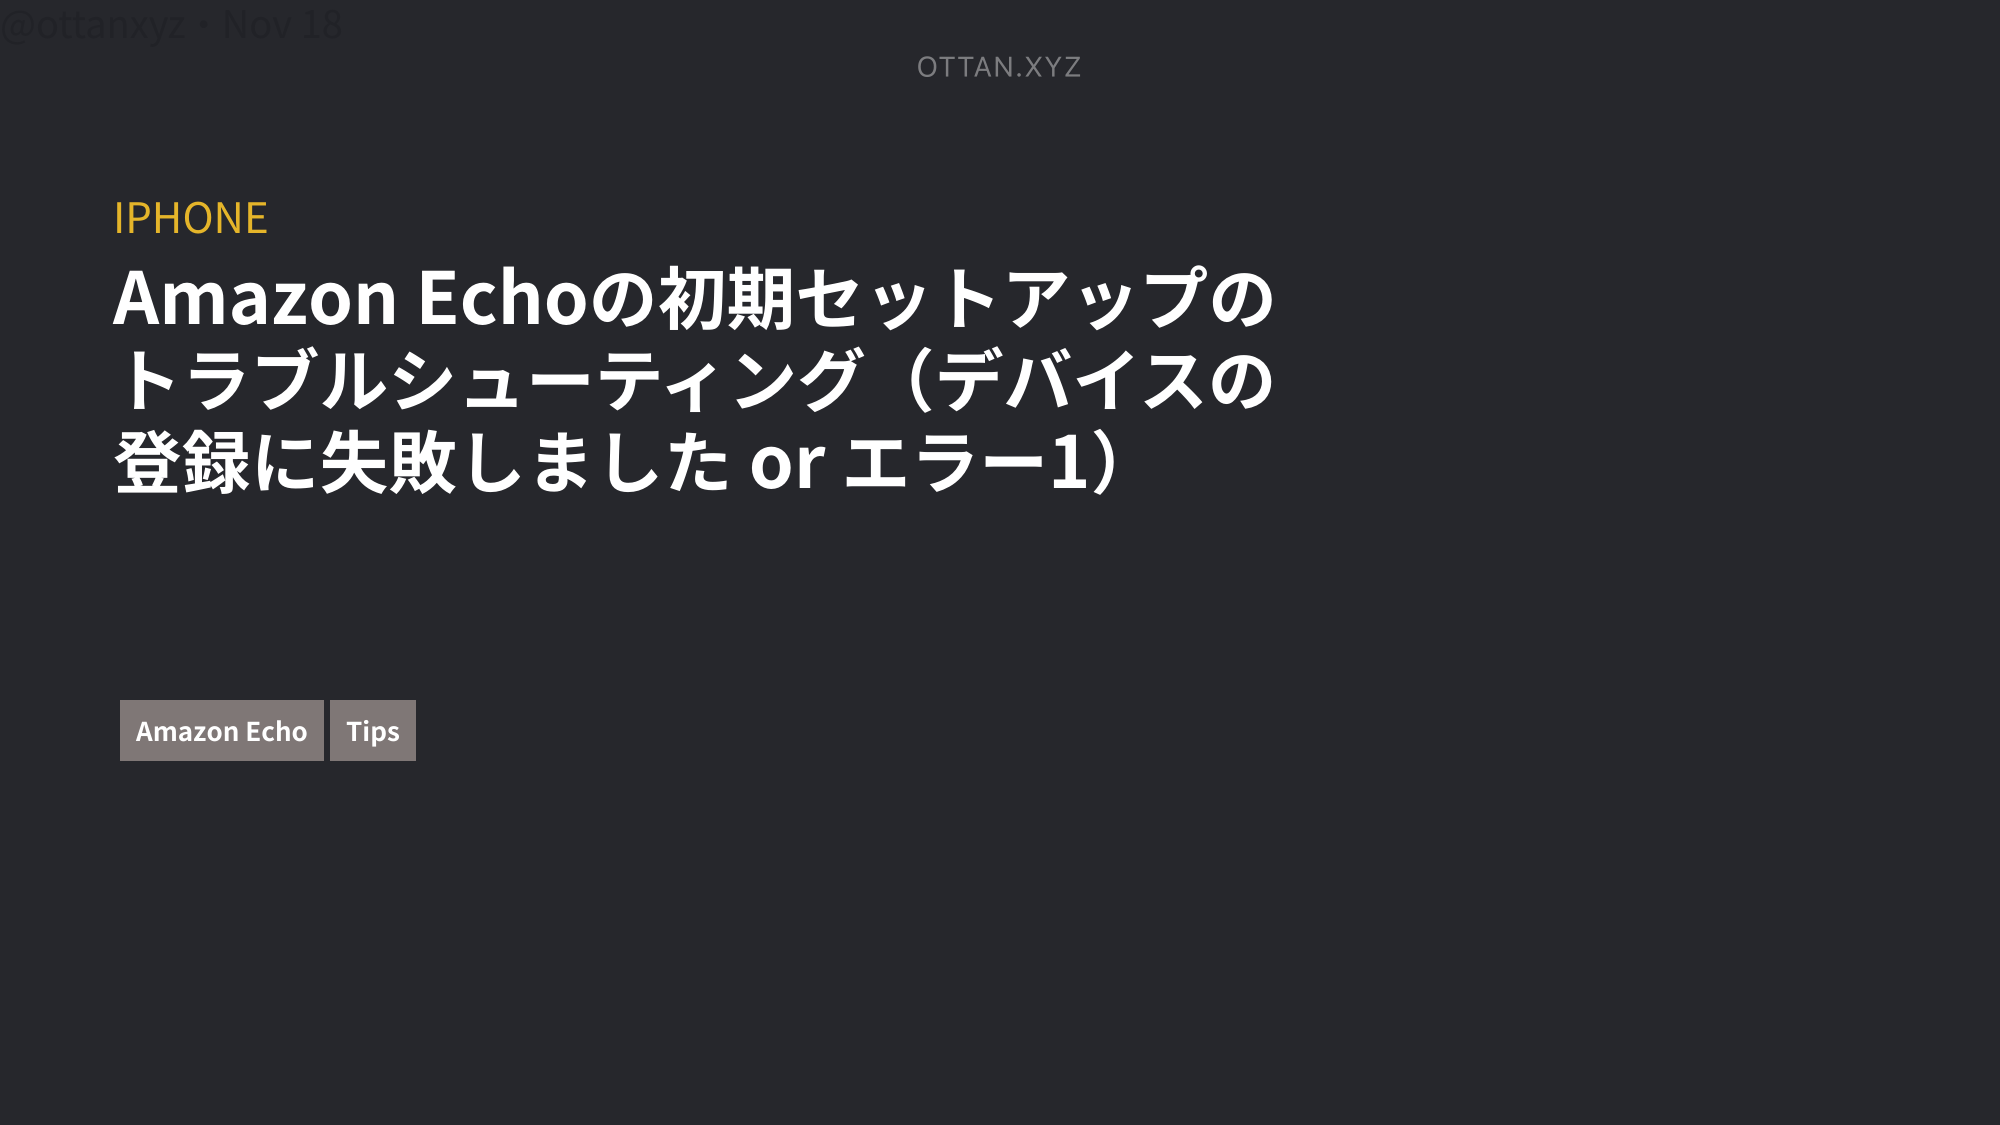 @ottanxyz・Nov 18
OTTAN.XYZ
IPHONE
Amazon Echoの初期セットアップの
トラブルシューティング（デバイスの
登録に失敗しました or エラー1）
Amazon Echo
Tips